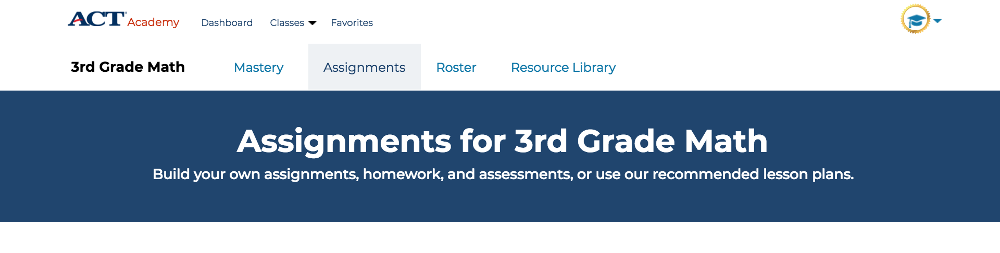 ACT® Academy Dashboard Classes Favorites
3rd Grade Math Mastery Assignments Roster Resource Library
Assignments for 3rd Grade Math
Build your own assignments, homework, and assessments, or use our recommended lesson plans.